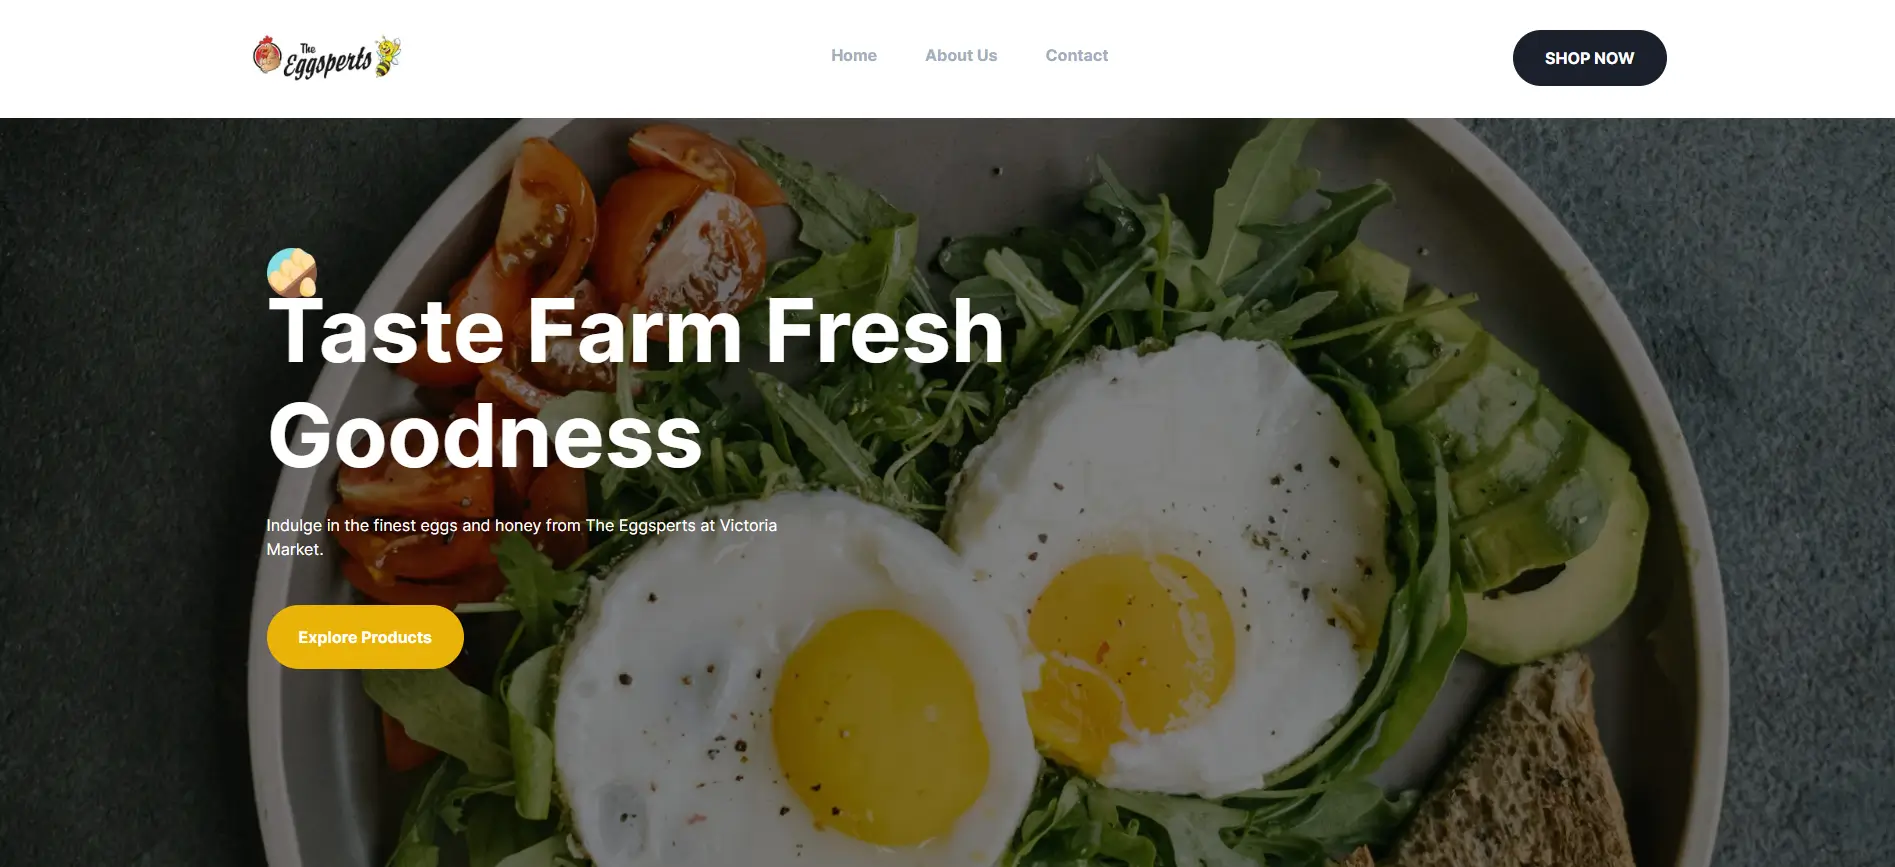 The
Eggsperts
Home
About Us
Contact
SHOP NOW
Taste Farm Fresh
Goodness
Indulge in the finest eggs and honey from The Eggsperts at Victoria
Market.
Explore Products